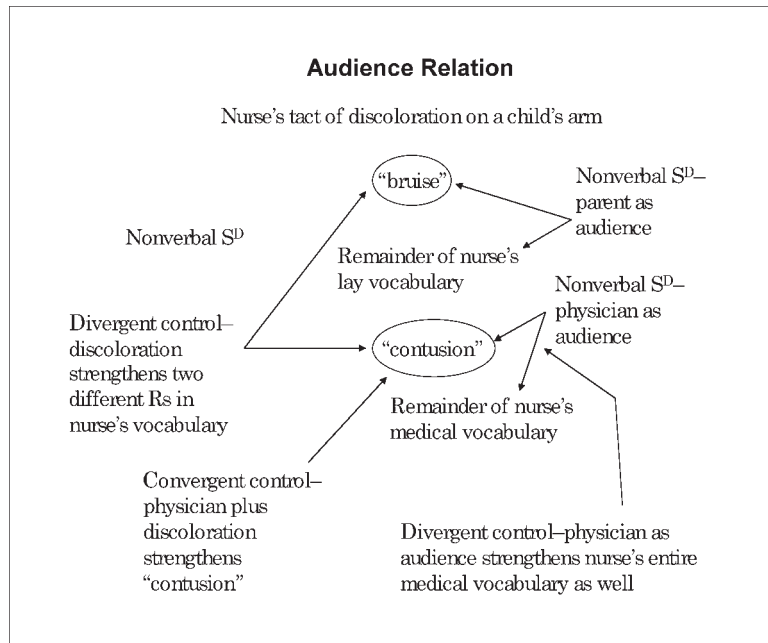 Audience Relation
Nurse's tact of discoloration on a child's arm
"bruise"
Nonverbal Sᴰ–
parent as
audience
Nonverbal Sᴰ
Remainder of nurse's
lay vocabulary
Nonverbal Sᴰ–
physician as
audience
Divergent control–
discoloration
strengthens two
different Rs in
nurse's vocabulary
"contusion"
Remainder of nurse's
medical vocabulary
Convergent control–
physician plus
discoloration
strengthens
"contusion"
Divergent control–physician as
audience strengthens nurse's entire
medical vocabulary as well